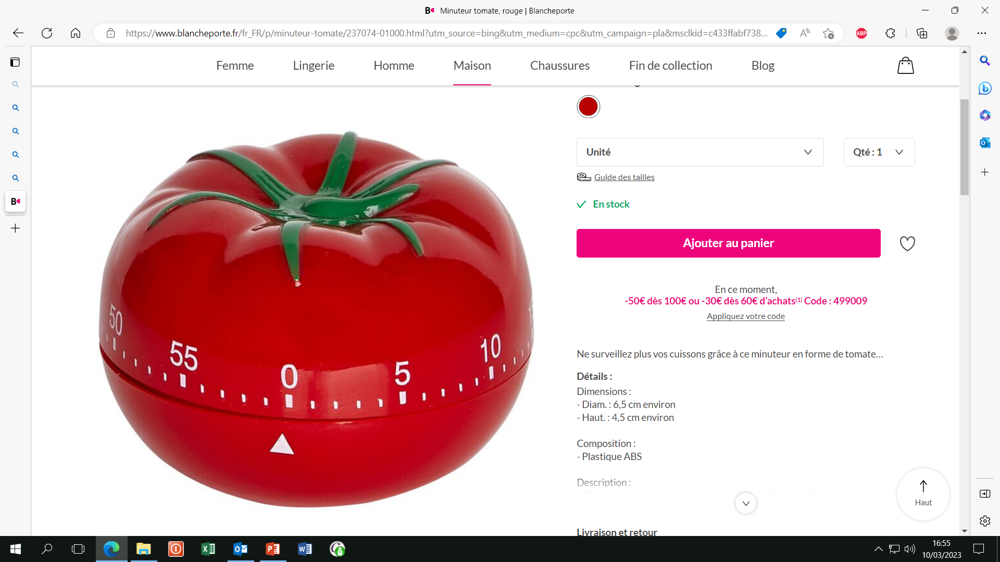 B Minuteur tomate, rouge | Blancheporte
https://www.blancheporte.fr/fr_FR/p/minuteur-tomate/237074-01000.html?utm_source=bing&utm_medium=cpc&utm_campaign=pla&msclkid=c433ffabf738...
ABP
Femme Lingerie Homme Maison Chaussures Fin de collection Blog
Unité Qté : 1
Guide des tailles
En stock
Ajouter au panier
En ce moment,
-50€ dès 100€ ou -30€ dès 60€ d'achats(1) Code : 499009
Appliquez votre code
50 55 0 5 10
Ne surveillez plus vos cuissons grâce à ce minuteur en forme de tomate...
Détails :
Dimensions :
- Diam. : 6,5 cm environ
- Haut. : 4,5 cm environ
Composition :
- Plastique ABS
Description :
Haut
Livraison et retour
16:55
10/03/2023